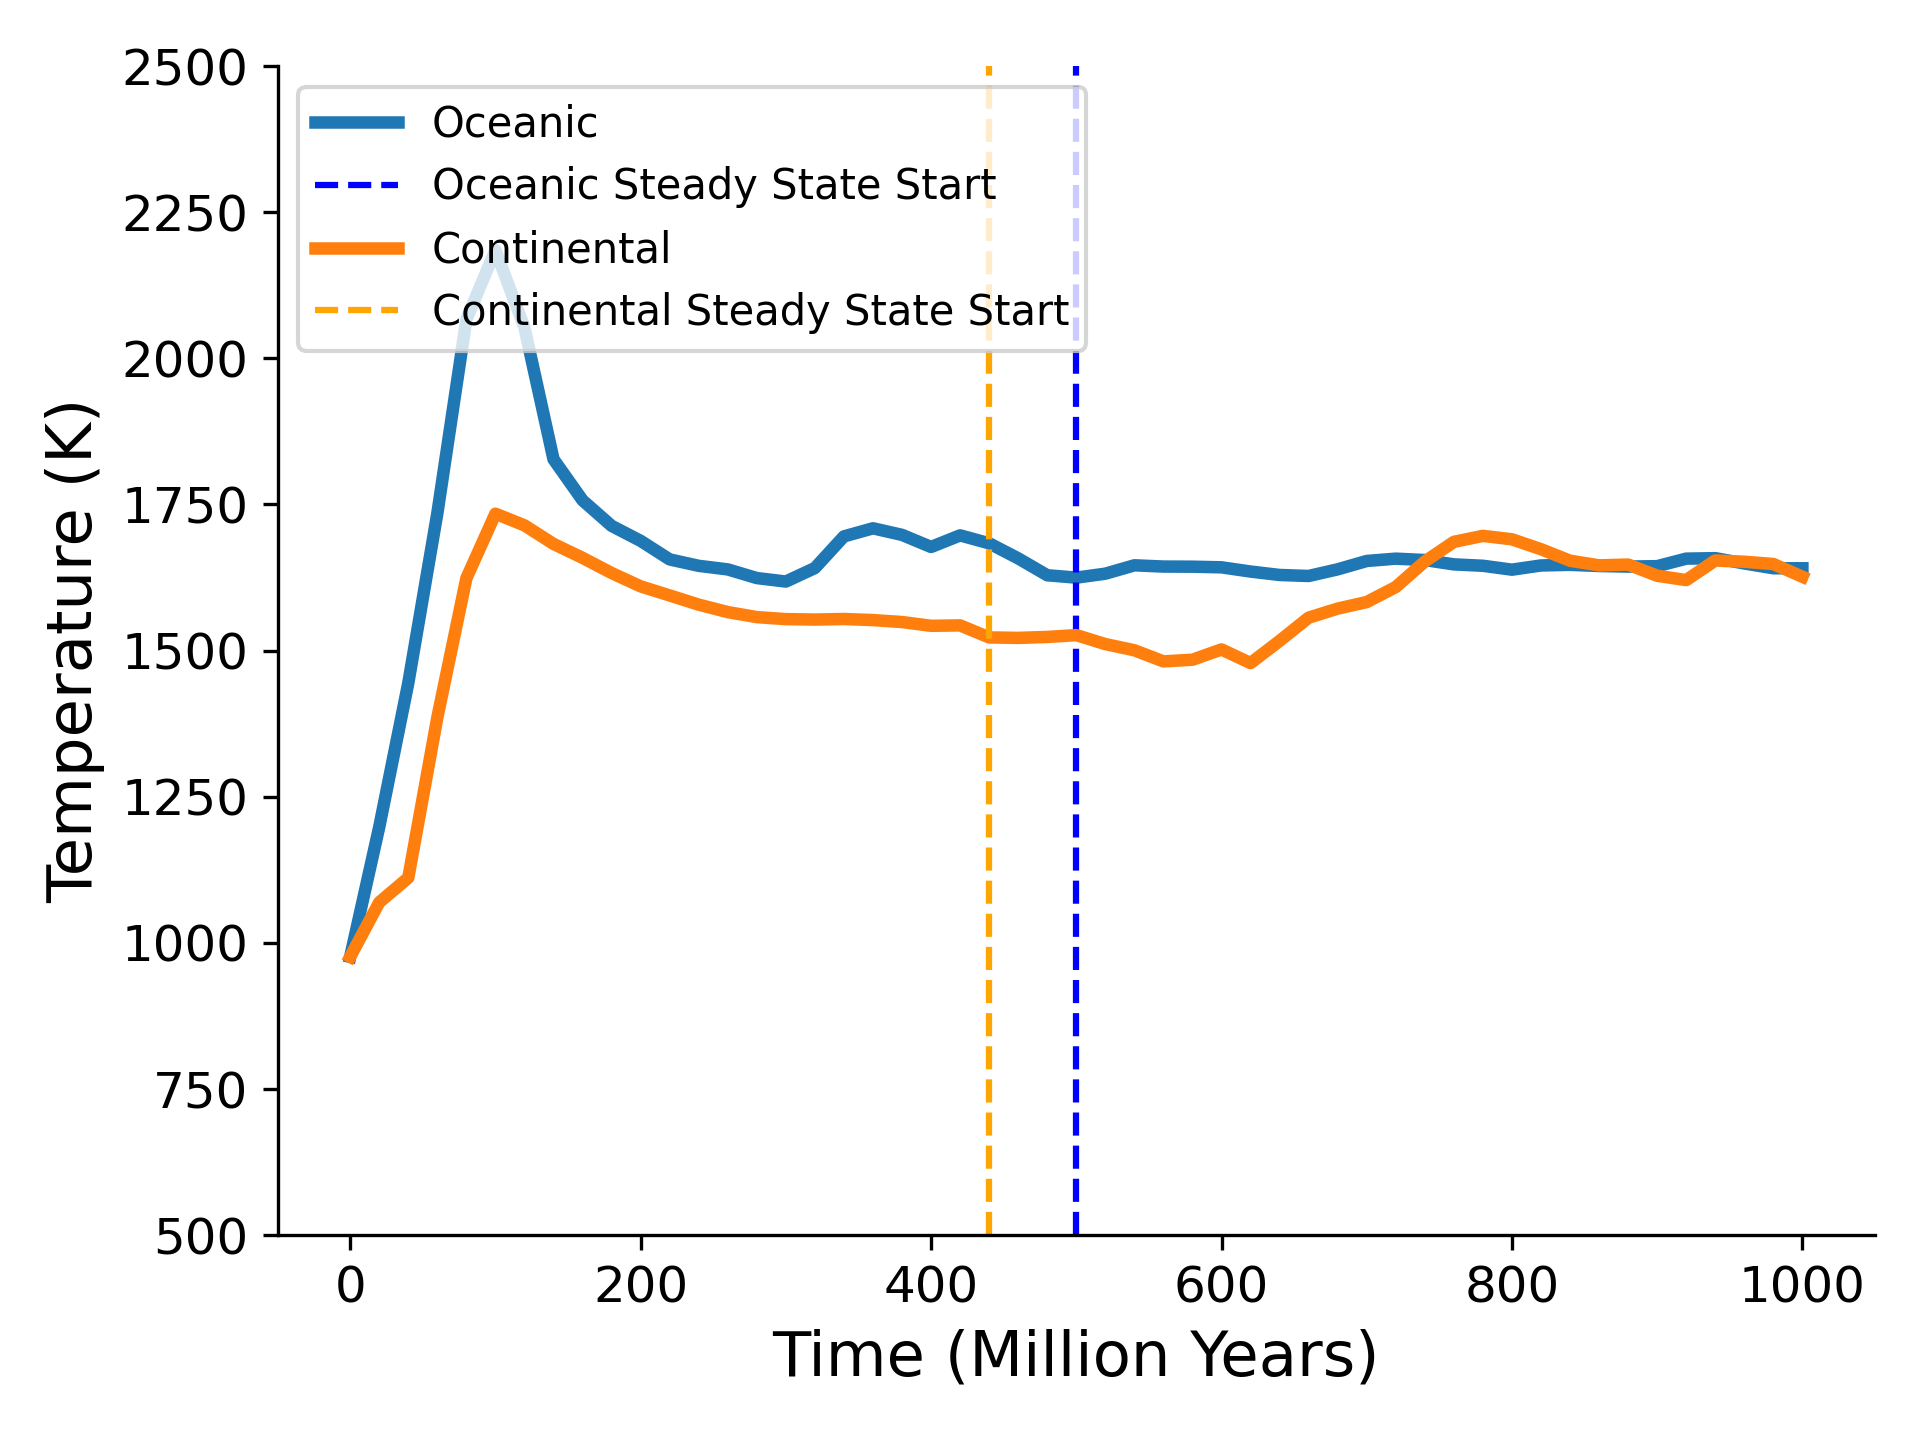 2500
2250
2000
1750
1500
1250
1000
750
500
Temperature (K)
Oceanic
Oceanic Steady State Start
Continental
Continental Steady State Start
0 200 400 600 800 1000
Time (Million Years)